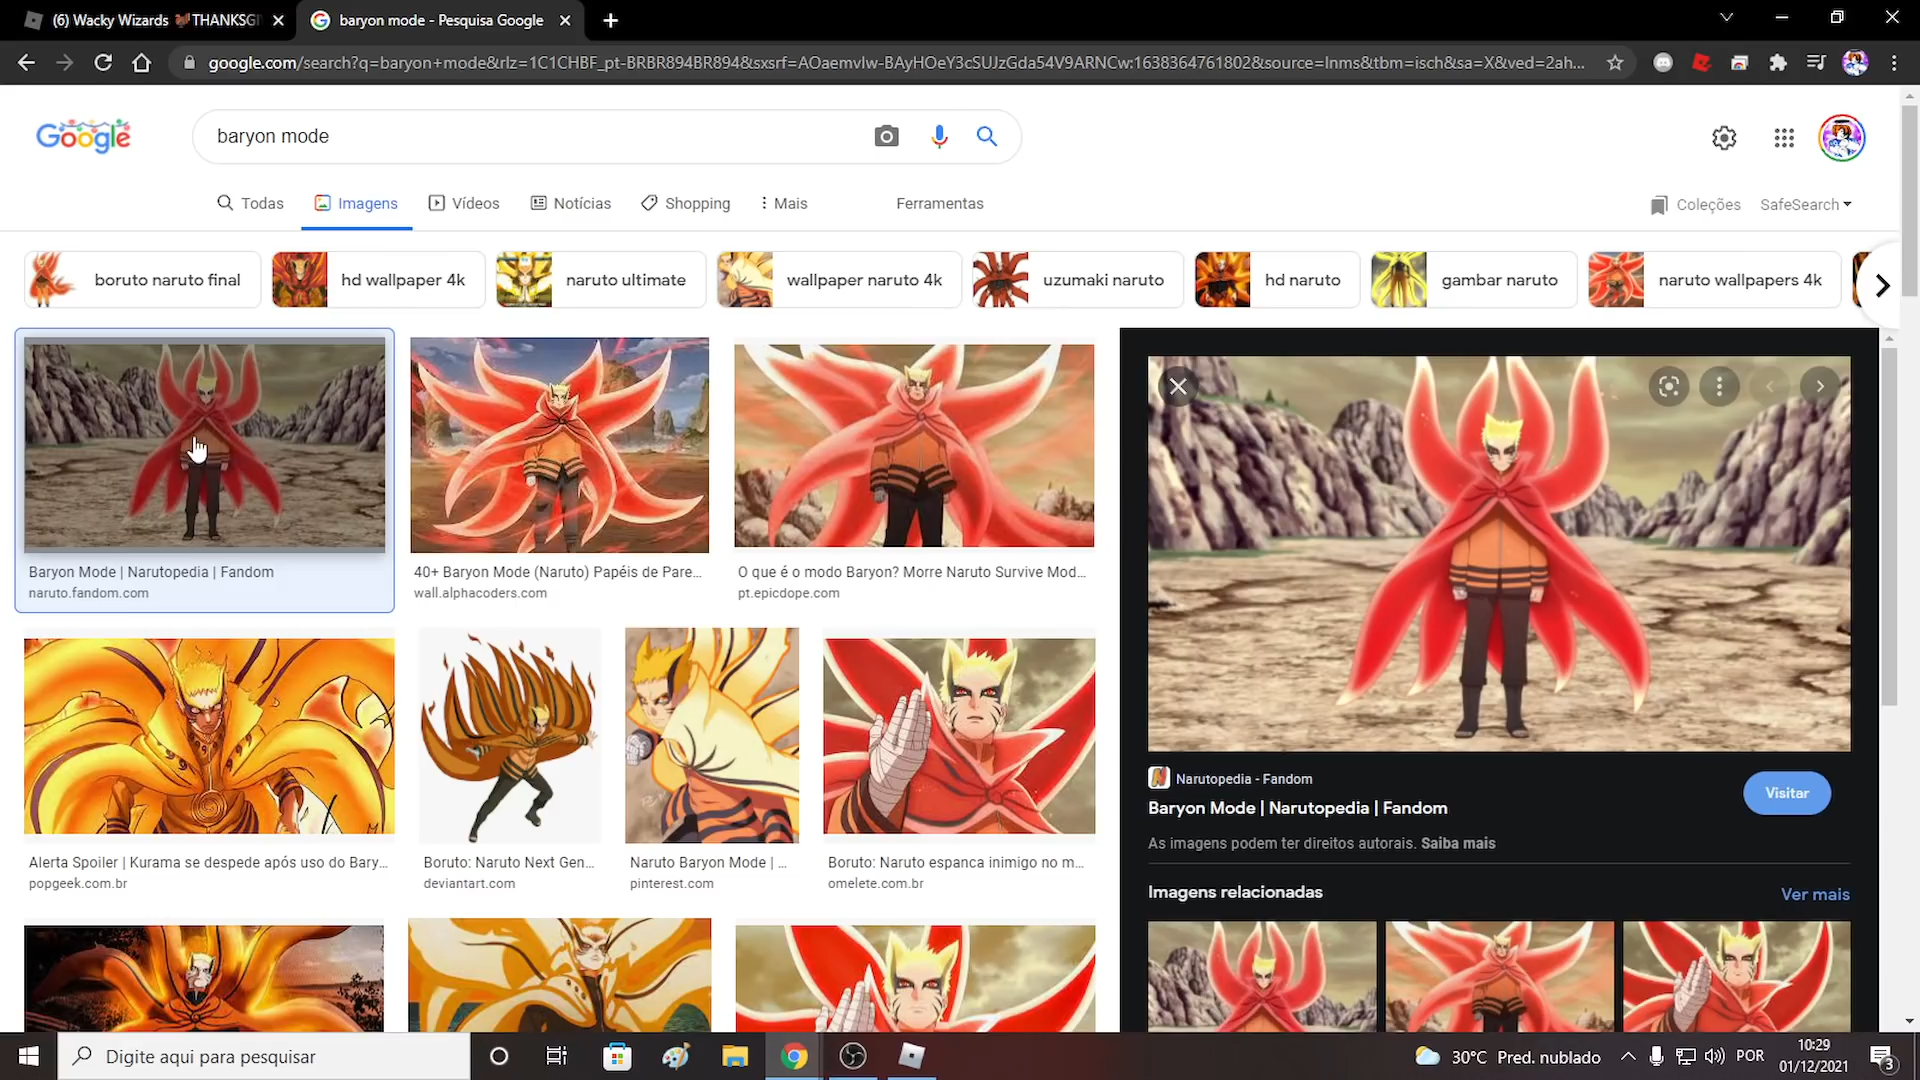 (6) Wacky Wizards 🦃THANKSGI
baryon mode - Pesquisa Google
google.com/search?q=baryon+mode&rlz=1C1CHBF_pt-BRBR894BR894&sxsrf=AOaemvIw-BAyHOeY3cSUJzGda54V9ARNCw:1638364761802&source=lnms&tbm=isch&sa=X&ved=2ah...
Google
baryon mode
Todas
Imagens
Vídeos
Notícias
Shopping
Mais
Ferramentas
Coleções
SafeSearch
boruto naruto final
hd wallpaper 4k
naruto ultimate
wallpaper naruto 4k
uzumaki naruto
hd naruto
gambar naruto
naruto wallpapers 4k
Baryon Mode | Narutopedia | Fandom
naruto.fandom.com
40+ Baryon Mode (Naruto) Papéis de Pare...
wall.alphacoders.com
O que é o modo Baryon? Morre Naruto Survive Mod...
pt.epicdope.com
Alerta Spoiler | Kurama se despede após uso do Bary...
popgeek.com.br
Boruto: Naruto Next Gen...
deviantart.com
Naruto Baryon Mode | ...
pinterest.com
Boruto: Naruto espanca inimigo no m...
omelete.com.br
Narutopedia - Fandom
Baryon Mode | Narutopedia | Fandom
Visitar
As imagens podem ter direitos autorais. Saiba mais
Imagens relacionadas
Ver mais
Digite aqui para pesquisar
30°C Pred. nublado
POR
10:29
01/12/2021
3